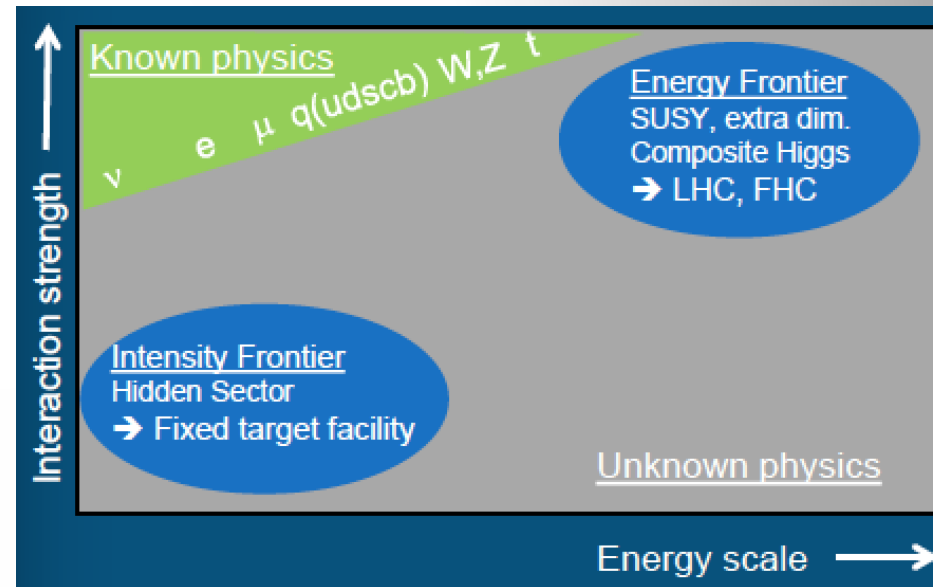 Known physics
ν e μ q(udscb) W,Z t
Energy Frontier
SUSY, extra dim.
Composite Higgs
➔ LHC, FHC
Interaction strength
Intensity Frontier
Hidden Sector
➔ Fixed target facility
Unknown physics
Energy scale